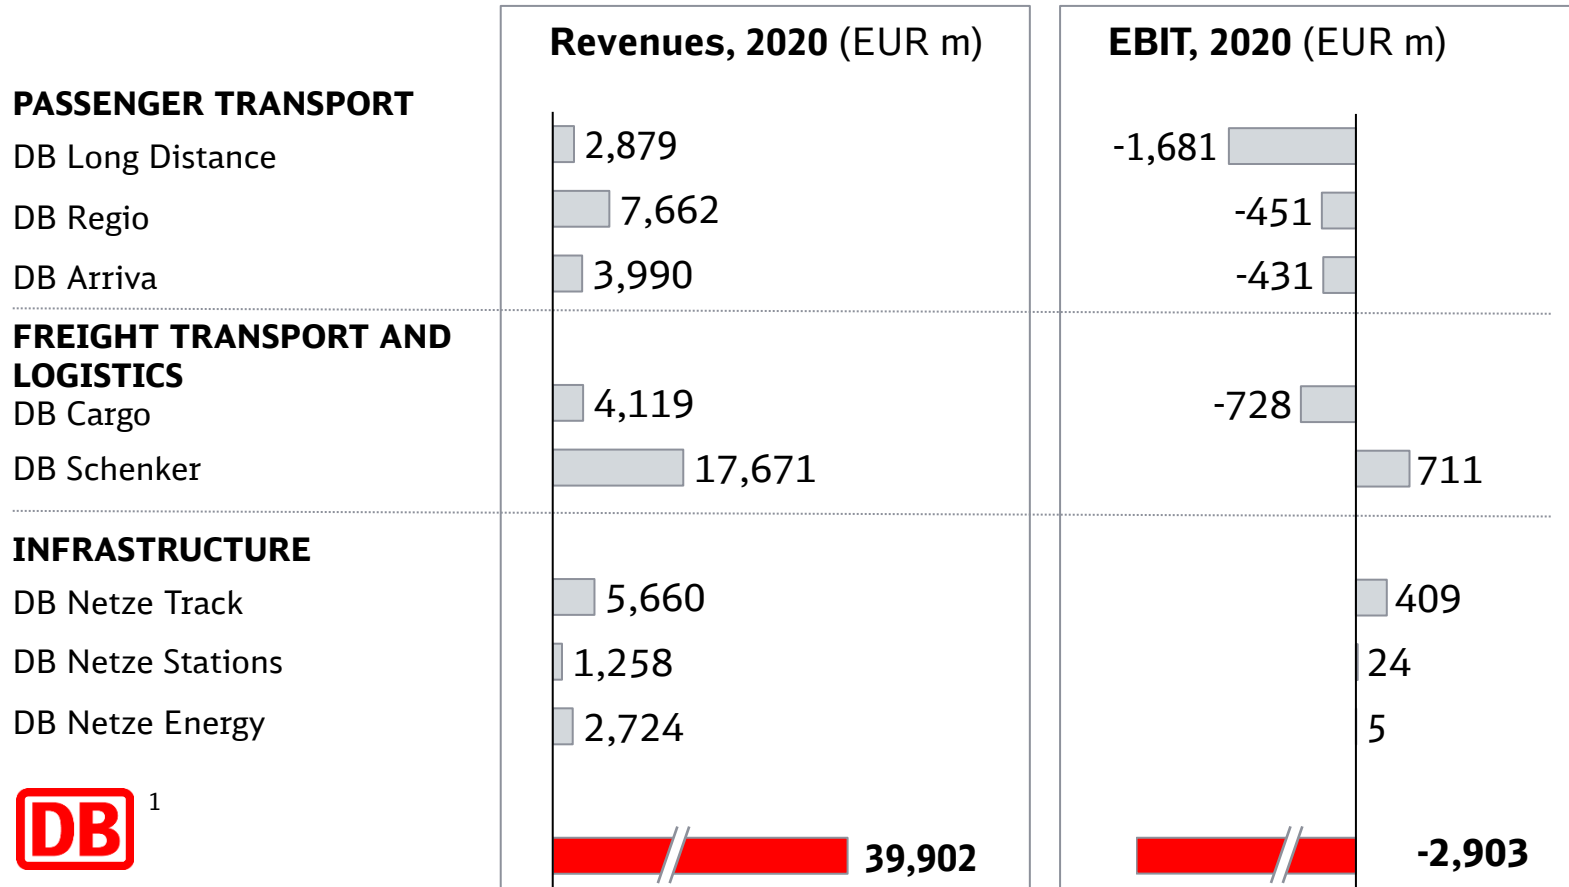 Revenues, 2020 (EUR m)
EBIT, 2020 (EUR m)
PASSENGER TRANSPORT
DB Long Distance 2,879 -1,681
DB Regio 7,662 -451
DB Arriva 3,990 -431
FREIGHT TRANSPORT AND
LOGISTICS
DB Cargo 4,119 -728
DB Schenker 17,671 711
INFRASTRUCTURE
DB Netze Track 5,660 409
DB Netze Stations 1,258 24
DB Netze Energy 2,724 5
DB 1 39,902 -2,903